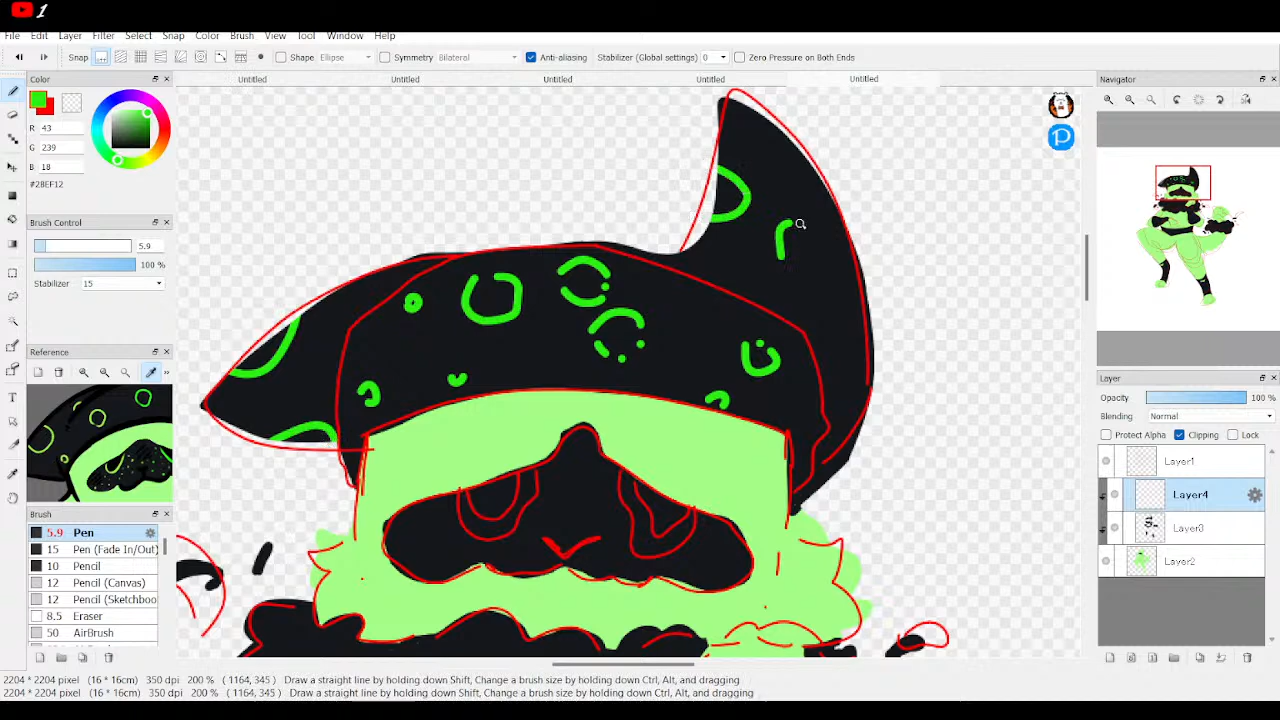 1
File Edit Layer Filter Select Snap Color Brush View Tool Window Help
Snap Shape Ellipse Symmetry Bilateral Anti-aliasing Stabilizer (Global settings) 0 Zero Pressure on Both Ends
Color
Untitled Untitled Untitled Untitled Untitled
Navigator
R 43
G 239
B 18
#2BEF12
Brush Control
5.9
100 %
Stabilizer 15
Reference
»
Brush
5.9 Pen
15 Pen (Fade In/Out)
10 Pencil
12 Pencil (Canvas)
12 Pencil (Sketchboo
8.5 Eraser
50 AirBrush
P
Layer
Opacity 100 %
Blending Normal
Protect Alpha Clipping Lock
Layer1
Layer4
Layer3
Layer2
2204 * 2204 pixel (16 * 16cm) 350 dpi 200 % ( 1164, 345 ) Draw a straight line by holding down Shift, Change a brush size by holding down Ctrl, Alt, and dragging
2204 * 2204 pixel (16 * 16cm) 350 dpi 200 % ( 1164, 345 ) Draw a straight line by holding down Shift, Change a brush size by holding down Ctrl, Alt, and dragging